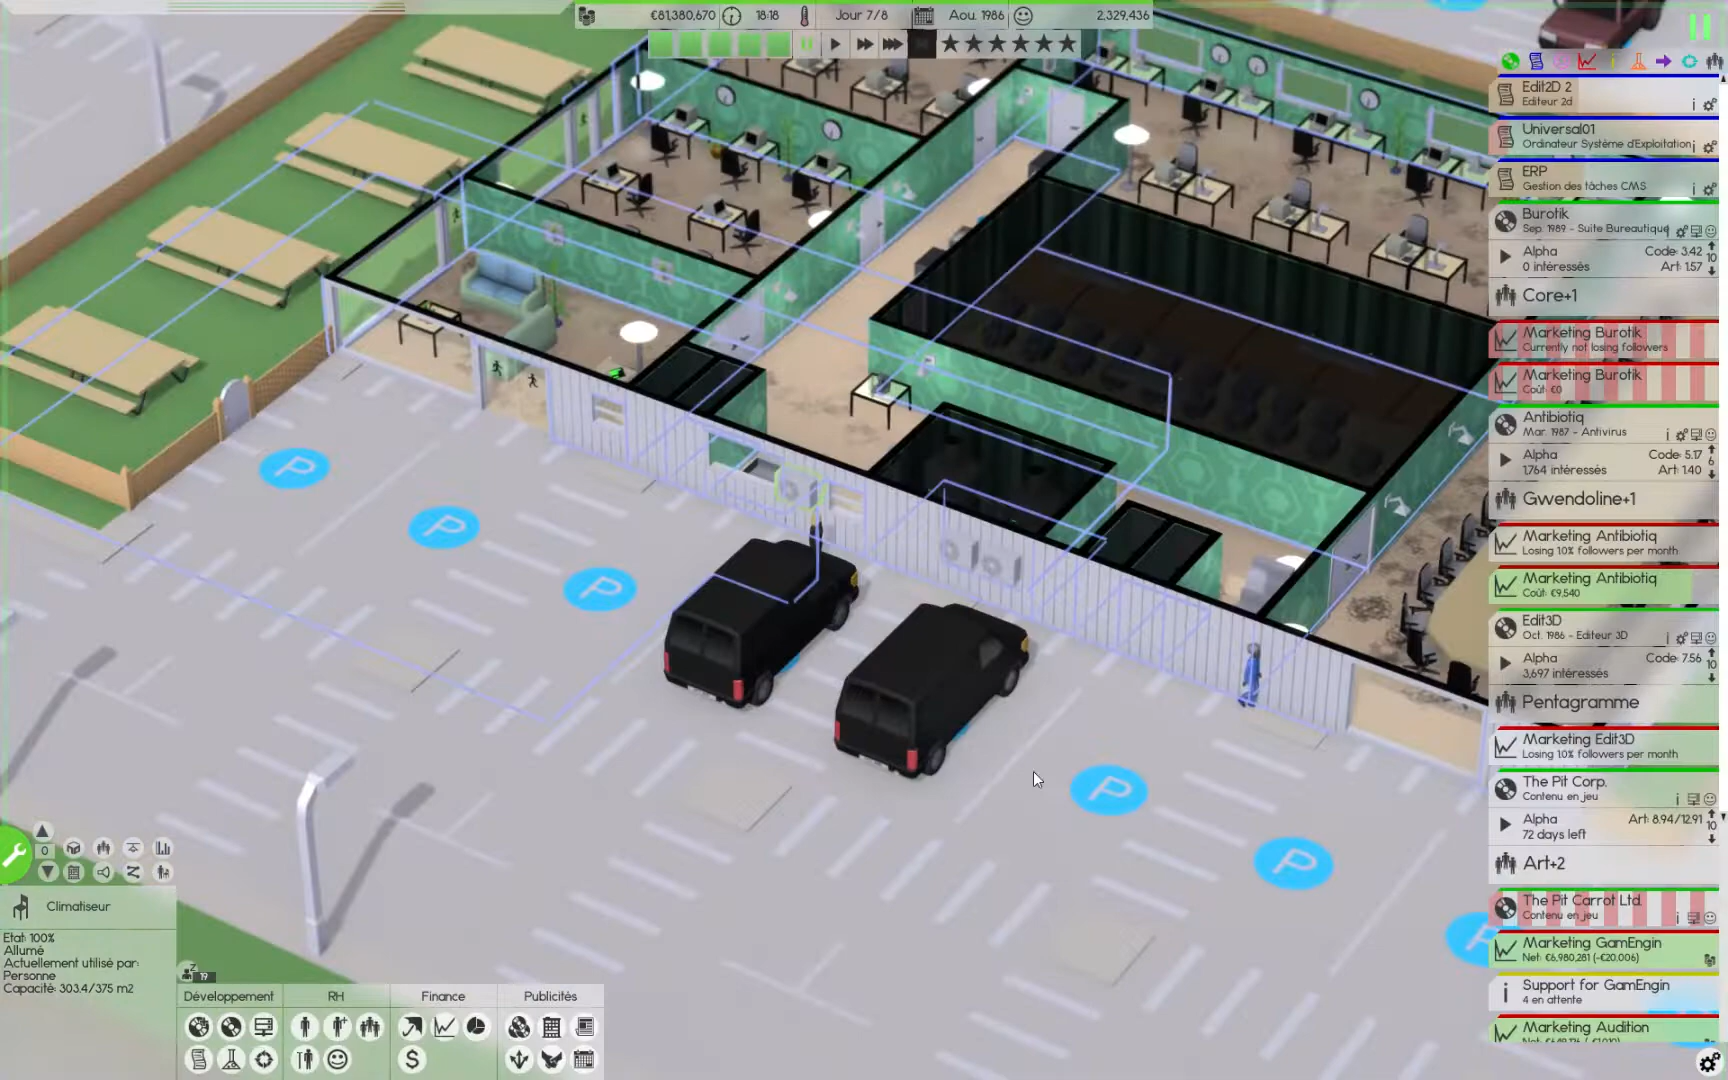 €81,380,670
18:18
Jour 7/8
Aou. 1986
2,329,436
Edit2D 2
Editeur 2d
Universal01
Ordinateur Système d'Exploitation
ERP
Gestion des tâches CMS
Burotik
Sep. 1989 - Suite Bureautique
Alpha
Code: 3.42
0 intéressés
Art: 1.57
10
Core+1
Marketing Burotik
Currently not losing followers
Marketing Burotik
Coût: €0
Antibiotiq
Mar. 1987 - Antivirus
Alpha
Code: 5.17
1,764 intéressés
Art: 1.40
6
Gwendoline+1
Marketing Antibiotiq
Losing 10% followers per month
Marketing Antibiotiq
Coût: €9,540
Edit3D
Oct. 1986 - Editeur 3D
Alpha
Code: 7.56
3,697 intéressés
10
Pentagramme
Marketing Edit3D
Losing 10% followers per month
The Pit Corp.
Contenu en jeu
Alpha
Art: 8.94/12.91
72 days left
10
Art+2
The Pit Carrot Ltd.
Contenu en jeu
Marketing GamEngin
Net: €6,980,281 (-€20,006)
Support for GamEngin
4 en attente
Marketing Audition
P
P
P
P
P
0
Climatiseur
Etat: 100%
Allumé
Actuellement utilisé par:
Personne
Capacité: 303.4/375 m2
19
Développement
RH
Finance
Publicités